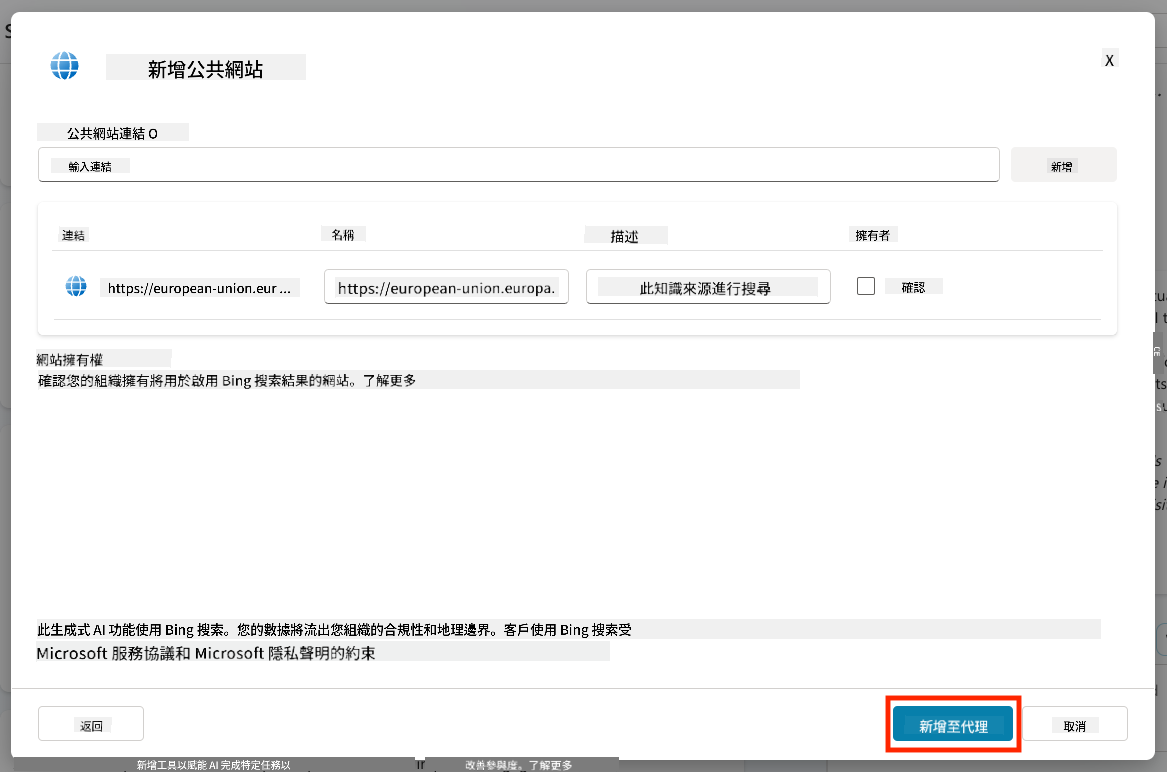 新增公共網站
X
公共網站連結 O
輸入連結
新增
連結
名稱
描述
擁有者
https://european-union.eur ...
https://european-union.europa.
此知識來源進行搜尋
確認
網站擁有權
確認您的組織擁有將用於啟用 Bing 搜索結果的網站。了解更多
此生成式 AI 功能使用 Bing 搜索。您的數據將流出您組織的合規性和地理邊界。客戶使用 Bing 搜索受
Microsoft 服務協議和 Microsoft 隱私聲明的約束
返回
新增至代理
取消
新增工具以賦能 AI 完成特定任務以
改善參與度。了解更多